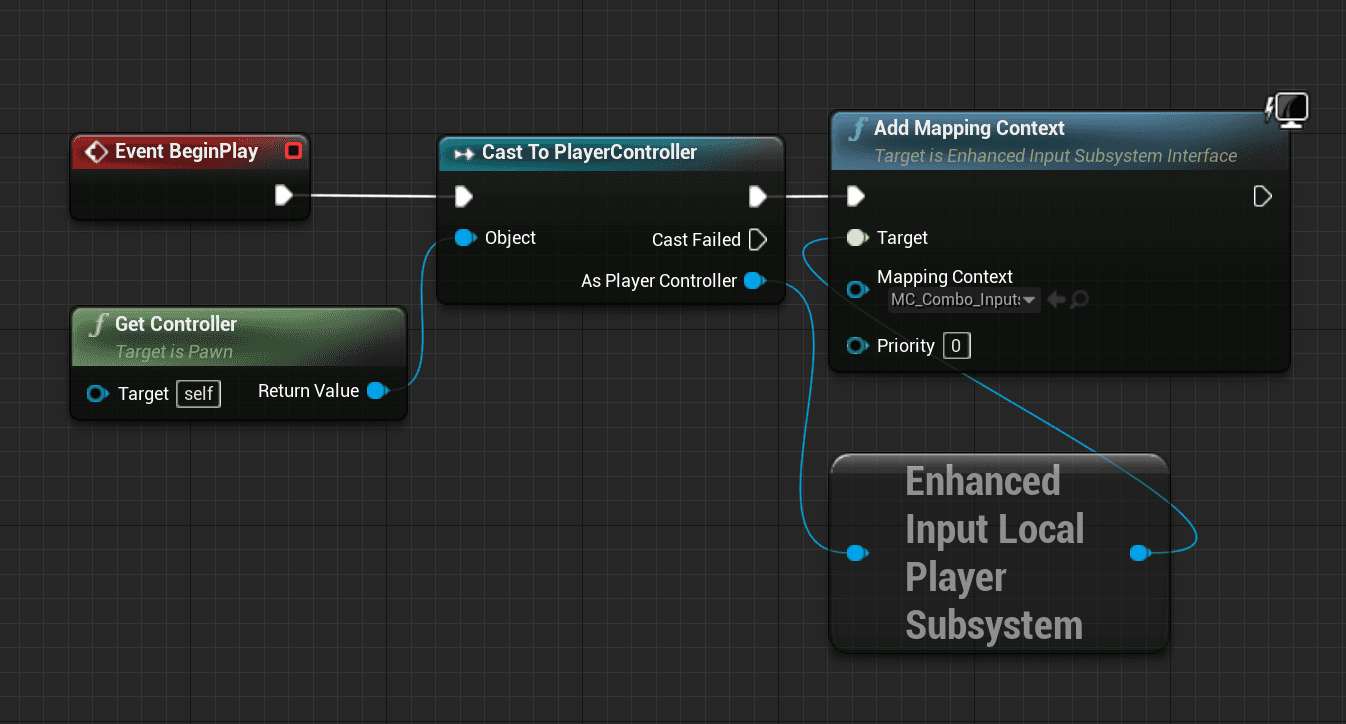 Event BeginPlay
Cast To PlayerController
Object
Cast Failed
As Player Controller
Get Controller
Target is Pawn
Target
self
Return Value
Add Mapping Context
Target is Enhanced Input Subsystem Interface
Target
Mapping Context
MC_Combo_Inputs
Priority
0
Enhanced
Input Local
Player
Subsystem